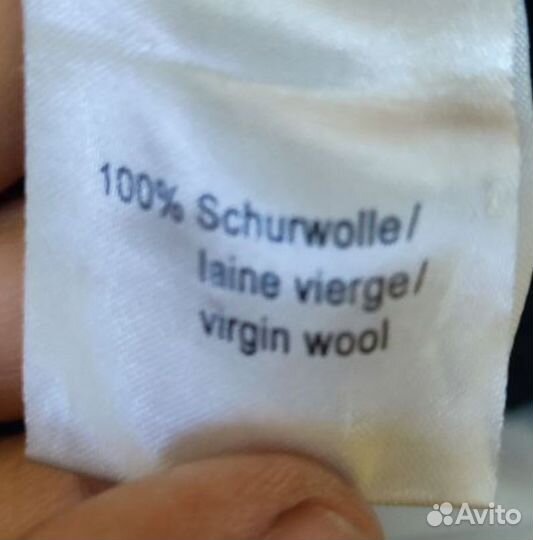 100% Schurwolle/
laine vierge/
virgin wool
Avito